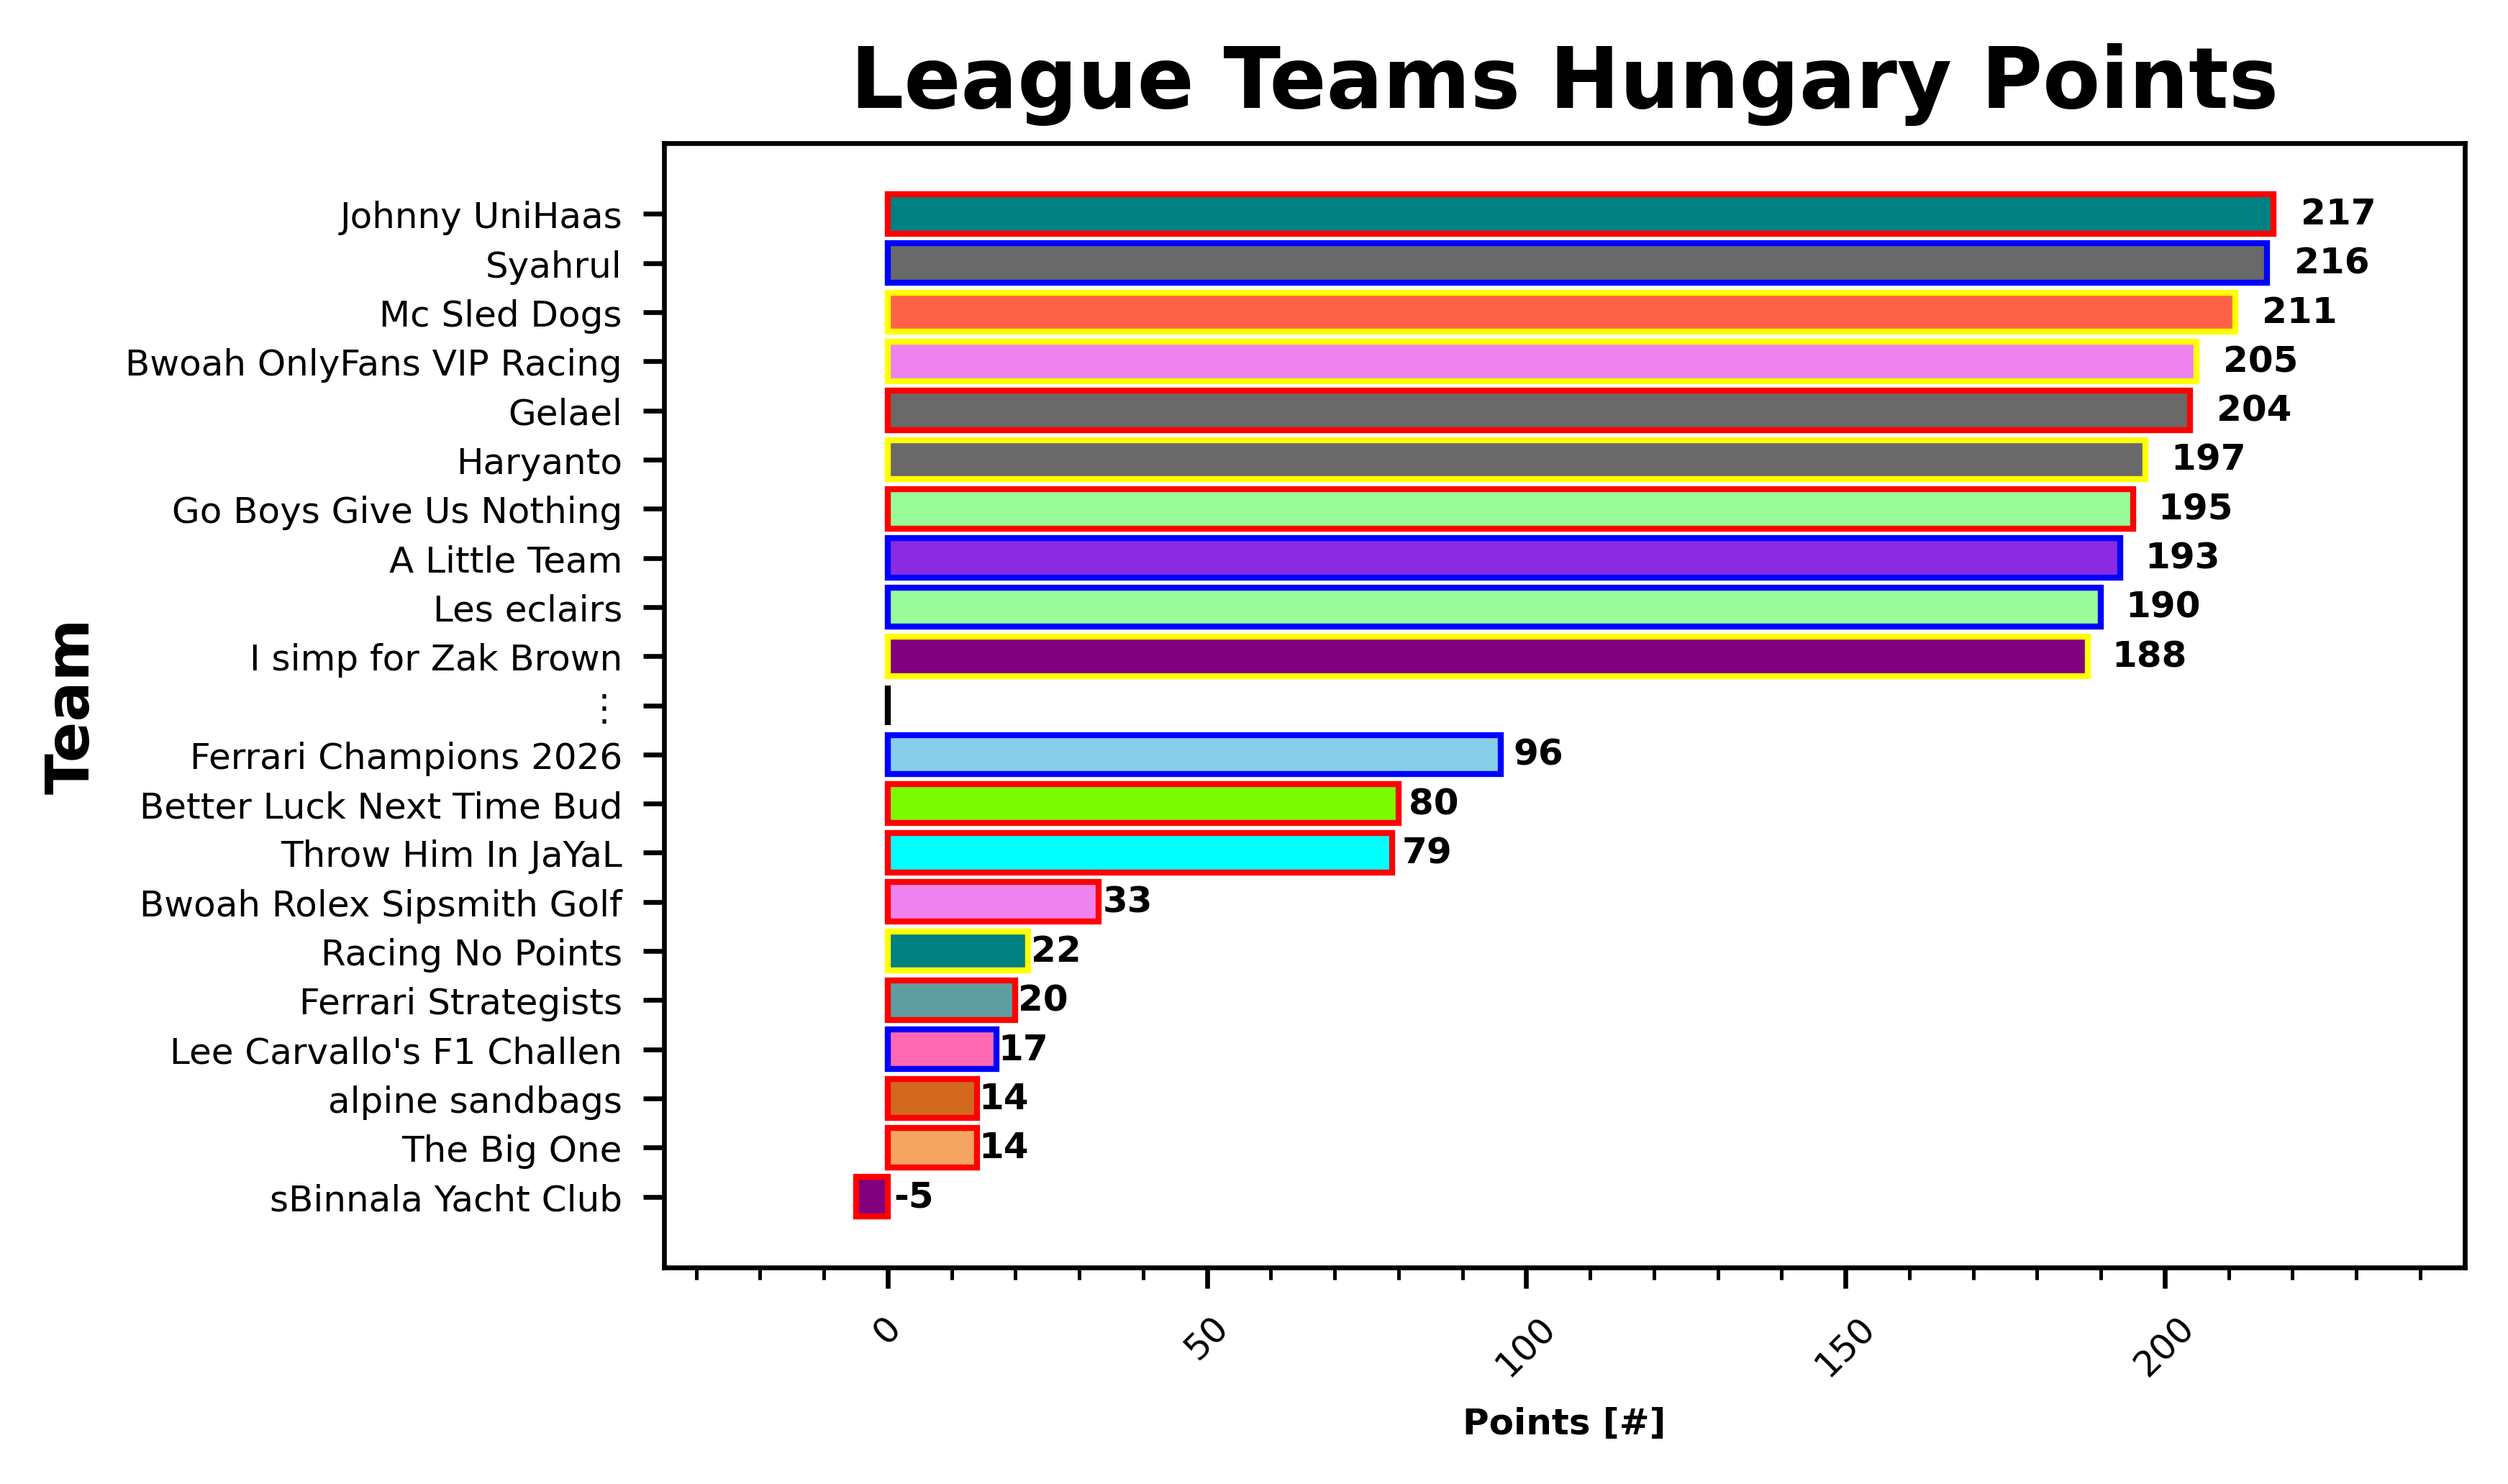 League Teams Hungary Points
Team
Johnny UniHaas 217
Syahrul 216
Mc Sled Dogs 211
Bwoah OnlyFans VIP Racing 205
Gelael 204
Haryanto 197
Go Boys Give Us Nothing 195
A Little Team 193
Les eclairs 190
I simp for Zak Brown 188
⋮
Ferrari Champions 2026 96
Better Luck Next Time Bud 80
Throw Him In JaYaL 79
Bwoah Rolex Sipsmith Golf 33
Racing No Points 22
Ferrari Strategists 20
Lee Carvallo's F1 Challen 17
alpine sandbags 14
The Big One 14
sBinnala Yacht Club -5
0 50 100 150 200
Points [#]